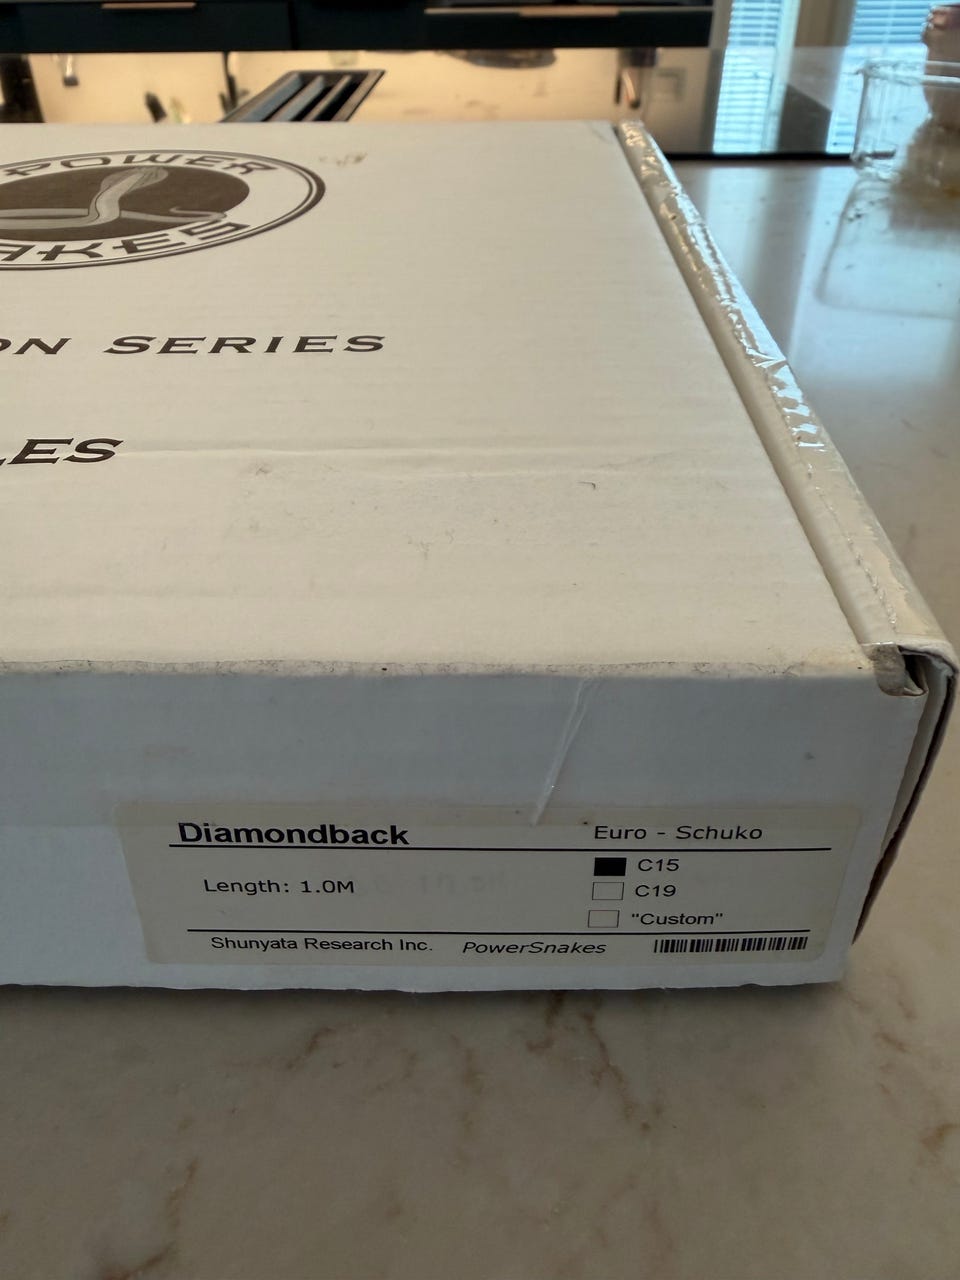 POWER
AKES
ON SERIES
LES
Diamondback
Euro - Schuko
Length: 1.0M
C15
C19
"Custom"
Shunyata Research Inc. PowerSnakes